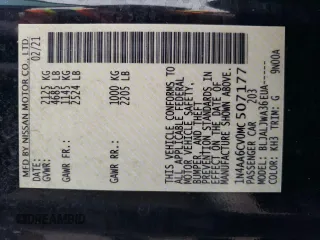 MFD BY NISSAN MOTOR CO., LTD.
02/21
GVWR: 2125 KG
4685 LB
GAWR FR.: 1145 KG
2524 LB
GAWR RR.: 1000 KG
2205 LB
THIS VEHICLE CONFORMS TO
ALL APPLICABLE FEDERAL
MOTOR VEHICLE SAFETY,
BUMPER, AND THEFT
PREVENTION STANDARDS IN
EFFECT ON THE DATE OF
MANUFACTURE SHOWN ABOVE.
1N4AA6CV0MC507177
PASSENGER CAR 203
MODEL: BLJALVWA36EDA-----
COLOR: KH3 TRIM: G 9N00A